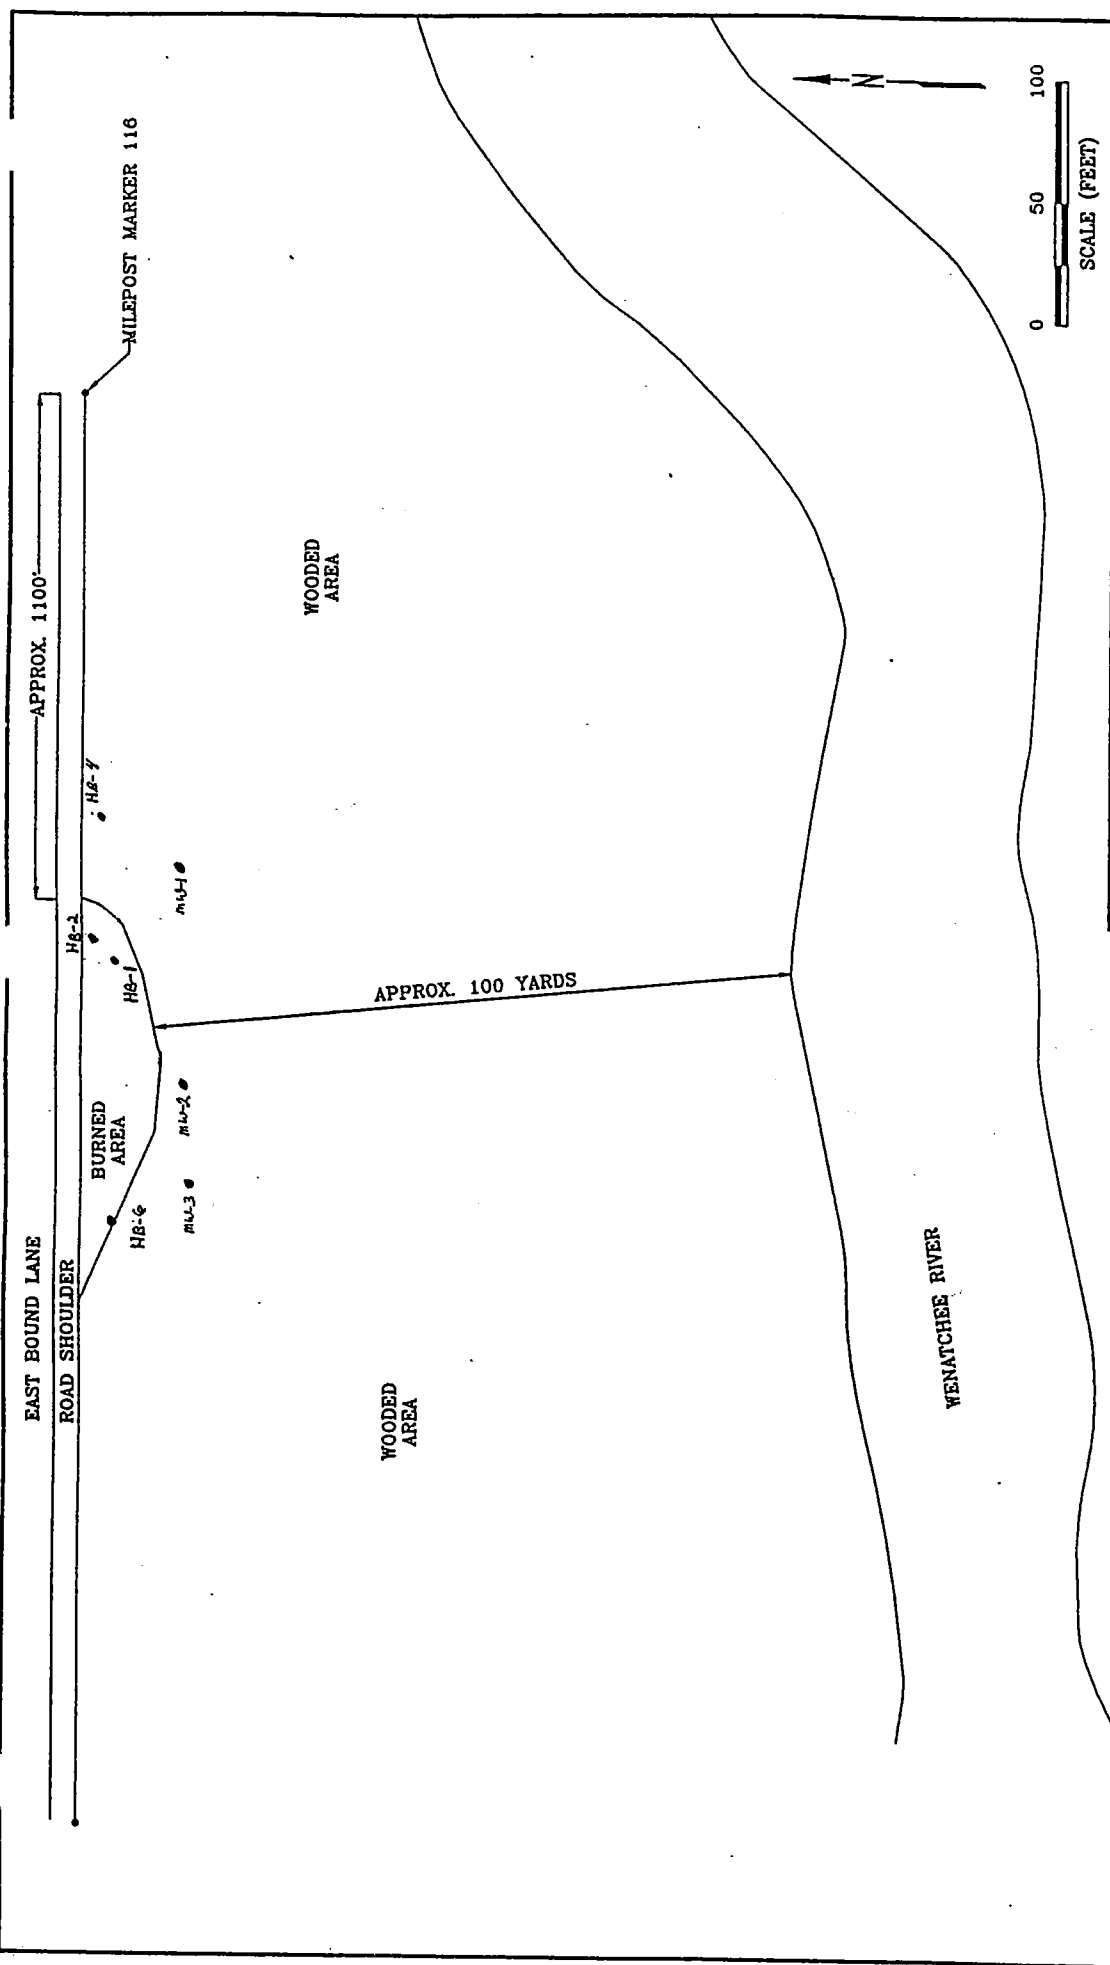 EAST BOUND LANE
ROAD SHOULDER
APPROX. 1100'
MILEPOST MARKER 116
BURNED
AREA
HB-6
HB-1
HB-2
HB-4
MW-3
MW-2
MW-1
WOODED
AREA
WOODED
AREA
APPROX. 100 YARDS
WENATCHEE RIVER
N
0 50 100
SCALE (FEET)